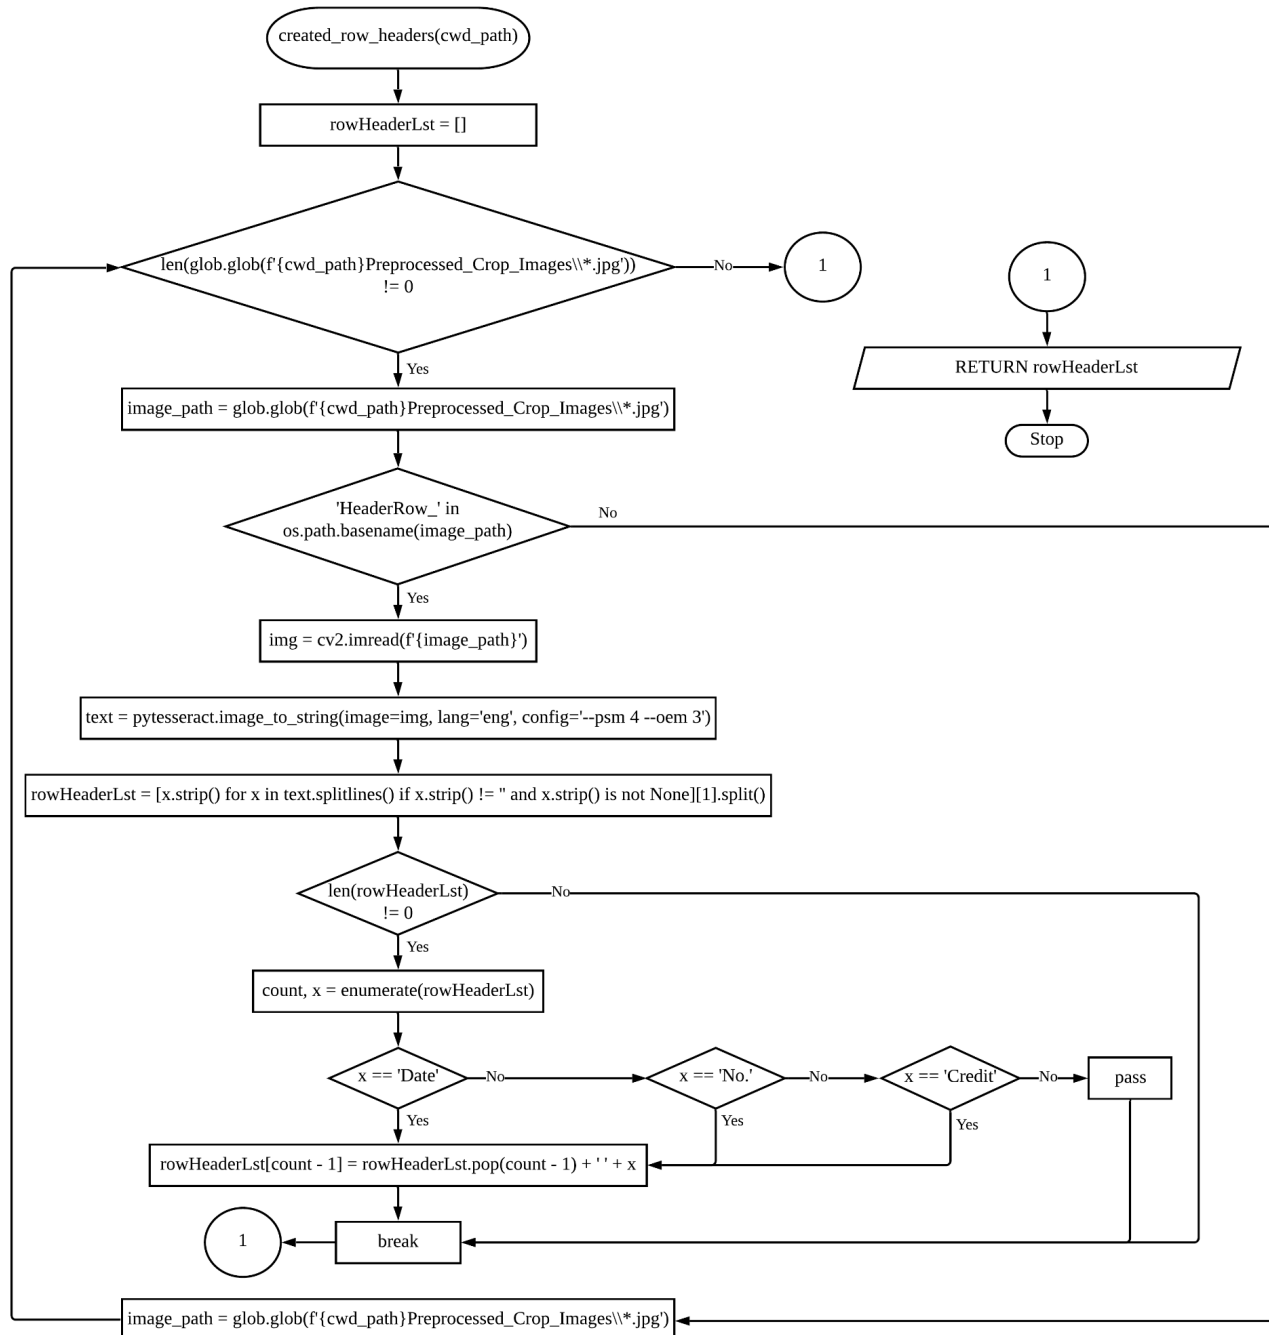 created_row_headers(cwd_path)
rowHeaderLst = []
len(glob.glob(f'{cwd_path}Preprocessed_Crop_Images\\*.jpg'))
!= 0
No
1
1
Yes
RETURN rowHeaderLst
image_path = glob.glob(f'{cwd_path}Preprocessed_Crop_Images\\*.jpg')
Stop
'HeaderRow_' in
os.path.basename(image_path)
No
Yes
img = cv2.imread(f'{image_path}')
text = pytesseract.image_to_string(image=img, lang='eng', config='--psm 4 --oem 3')
rowHeaderLst = [x.strip() for x in text.splitlines() if x.strip() != '' and x.strip() is not None][1].split()
len(rowHeaderLst)
!= 0
No
Yes
count, x = enumerate(rowHeaderLst)
x == 'Date'
No
x == 'No.'
No
x == 'Credit'
No
pass
Yes
Yes
Yes
rowHeaderLst[count - 1] = rowHeaderLst.pop(count - 1) + ' ' + x
1
break
image_path = glob.glob(f'{cwd_path}Preprocessed_Crop_Images\\*.jpg')